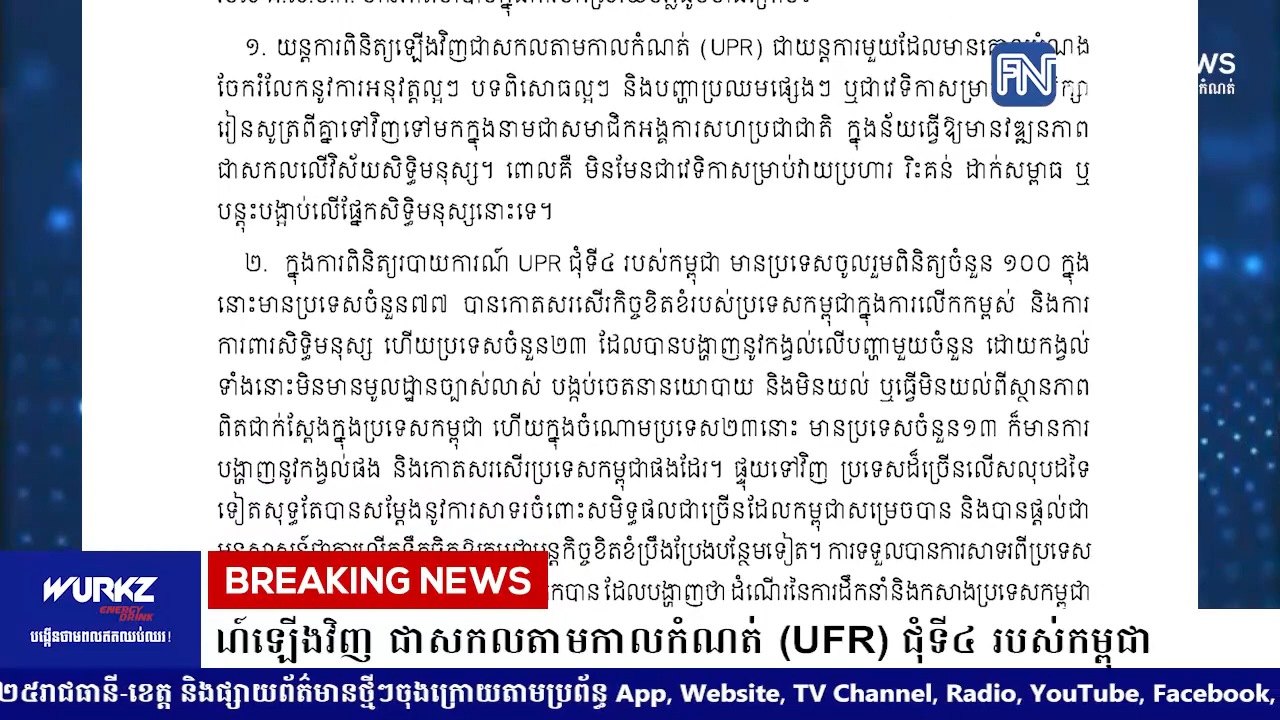 ១. យន្តការពិនិត្យឡើងវិញជាសកលតាមកាលកំណត់ (UPR) ជាយន្តការមួយដែលមានគោលបំណង
ចែករំលែកនូវការអនុវត្តល្អៗ បទពិសោធល្អៗ និងបញ្ហាប្រឈមផ្សេងៗ ឬជាវេទិកាសម្រា
រៀនសូត្រពីគ្នាទៅវិញទៅមកក្នុងនាមជាសមាជិកអង្គការសហប្រជាជាតិ ក្នុងន័យធ្វើឱ្យមានវឌ្ឍនភាព
ជាសកលលើវិស័យសិទ្ធិមនុស្ស។ ពោលគឺ មិនមែនជាវេទិកាសម្រាប់វាយប្រហារ រិះគន់ ដាក់សម្ពាធ ឬ
បន្តុះបង្អាប់លើផ្នែកសិទ្ធិមនុស្សនោះទេ។
២. ក្នុងការពិនិត្យរបាយការណ៍ UPR ជុំទី៤ របស់កម្ពុជា មានប្រទេសចូលរួមពិនិត្យចំនួន ១០០ ក្នុង
នោះមានប្រទេសចំនួន៧៧ បានកោតសរសើរកិច្ចខិតខំរបស់ប្រទេសកម្ពុជាក្នុងការលើកកម្ពស់ និងការ
ការពារសិទ្ធិមនុស្ស ហើយប្រទេសចំនួន២៣ ដែលបានបង្ហាញនូវកង្វល់លើបញ្ហាមួយចំនួន ដោយកង្វល់
ទាំងនោះមិនមានមូលដ្ឋានច្បាស់លាស់ បង្កប់ចេតនានយោបាយ និងមិនយល់ ឬធ្វើមិនយល់ពីស្ថានភាព
ពិតជាក់ស្តែងក្នុងប្រទេសកម្ពុជា ហើយក្នុងចំណោមប្រទេស២៣នោះ មានប្រទេសចំនួន១៣ ក៏មានការ
បង្ហាញនូវកង្វល់ផង និងកោតសរសើរប្រទេសកម្ពុជាផងដែរ។ ផ្ទុយទៅវិញ ប្រទេសដ៏ច្រើនលើសលុបដទៃ
ទៀតសុទ្ធតែបានសម្តែងនូវការសាទរចំពោះសមិទ្ធផលជាច្រើនដែលកម្ពុជាសម្រេចបាន និងបានផ្តល់ជា
បន្តកិច្ចខិតខំប្រឹងប្រែងបន្ថែមទៀត។ ការទទួលបានការសាទរពីប្រទេស
ដែលបង្ហាញថា ដំណើរនៃការដឹកនាំនិងកសាងប្រទេសកម្ពុជា
FN
WS
WURKZ
ENERGY DRINK
បង្កើនថាមពលឥតឈប់ឈរ!
BREAKING NEWS
ណ៍ឡើងវិញ ជាសកលតាមកាលកំណត់ (UFR) ជុំទី៤ របស់កម្ពុជា
២៥រាជធានី-ខេត្ត និងផ្សាយព័ត៌មានថ្មីៗចុងក្រោយតាមប្រព័ន្ធ App, Website, TV Channel, Radio, YouTube, Facebook,